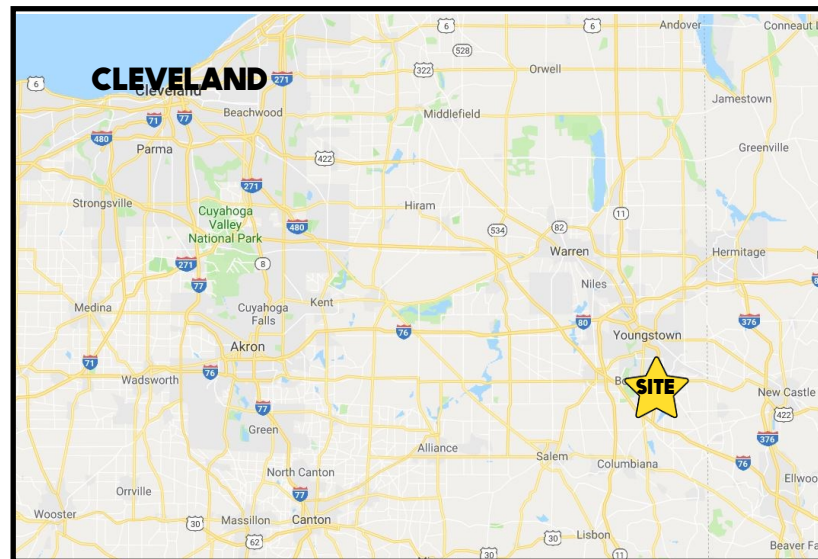 6
6
Andover
Conneaut L
528
322
Orwell
CLEVELAND
Cleveland
271
6
Jamestown
Beachwood
Middlefield
71
77
480
Parma
Greenville
422
271
Strongsville
Hiram
Cuyahoga
Valley
National Park
11
480
534
82
Warren
Hermitage
271
8
77
Niles
Medina
Cuyahoga
Falls
Kent
80
376
76
Youngstown
Akron
71
76
Wadsworth
SITE
New Castle
77
422
Green
376
Alliance
Salem
Columbiana
76
North Canton
Ellwoo
Orrville
77
Wooster
30
Massillon
Canton
62
30
30
Lisbon
11
Beaver Fa